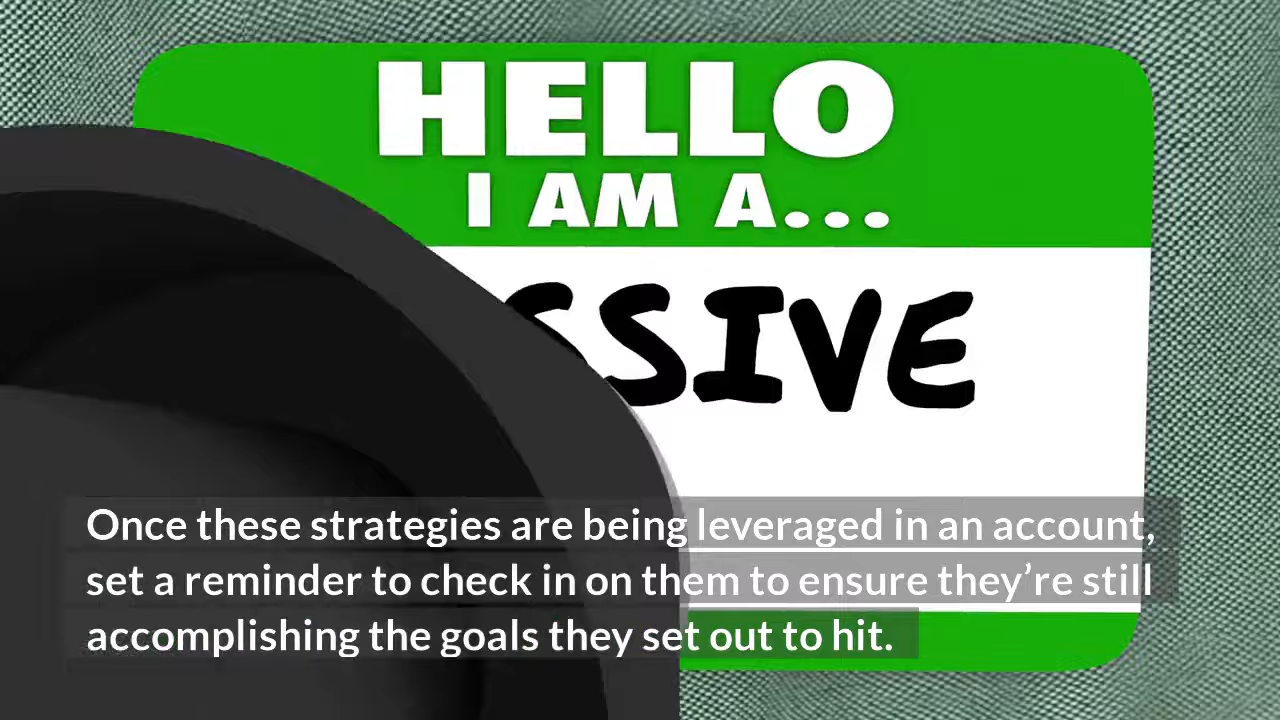 HELLO
I AM A...
SSIVE
Once these strategies are being leveraged in an account,
set a reminder to check in on them to ensure they’re still
accomplishing the goals they set out to hit.